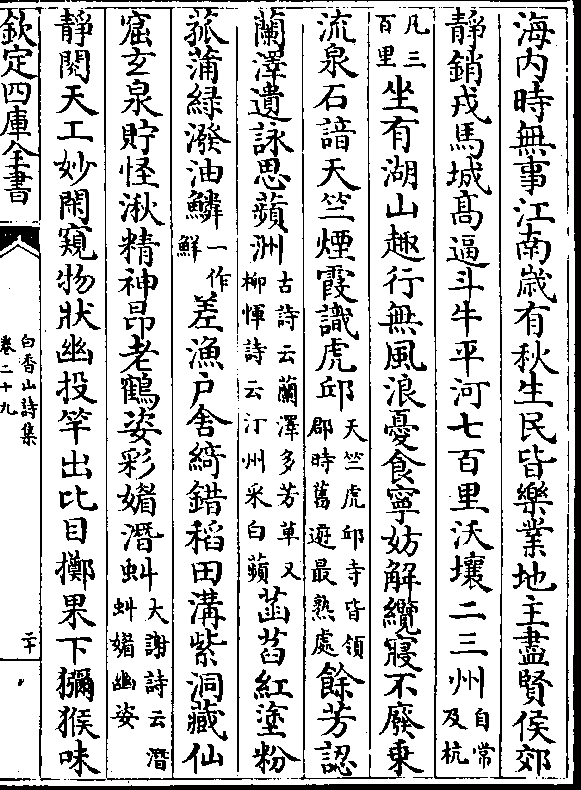 海内時無事江南歳有秋生民皆樂業地主盡賢侯郊
静銷戎馬城髙逼斗牛平河七百里沃壤二三州自常及杭
凡三百里坐有湖山趣行無風浪憂食寧妨解纜寢不廢乗
流泉石諳天竺煙霞識虎邱天竺虎邱寺皆領郡時舊遊最熟處餘芳認
蘭澤遺詠思蘋洲古詩云蘭澤多芳草又柳惲詩云汀州采白蘋菡萏紅塗粉
菰蒲緑潑油鱗一作鮮差漁户舍綺錯稻田溝紫洞藏仙
窟玄泉貯怪湫精神昂老鶴姿彩媚潛虯大謝詩云潛虯媚幽姿
静閱天工妙閑窺物狀幽投竿出比目擲果下獼猴味
欽定四庫全書
白香山詩集
卷二十九
二十